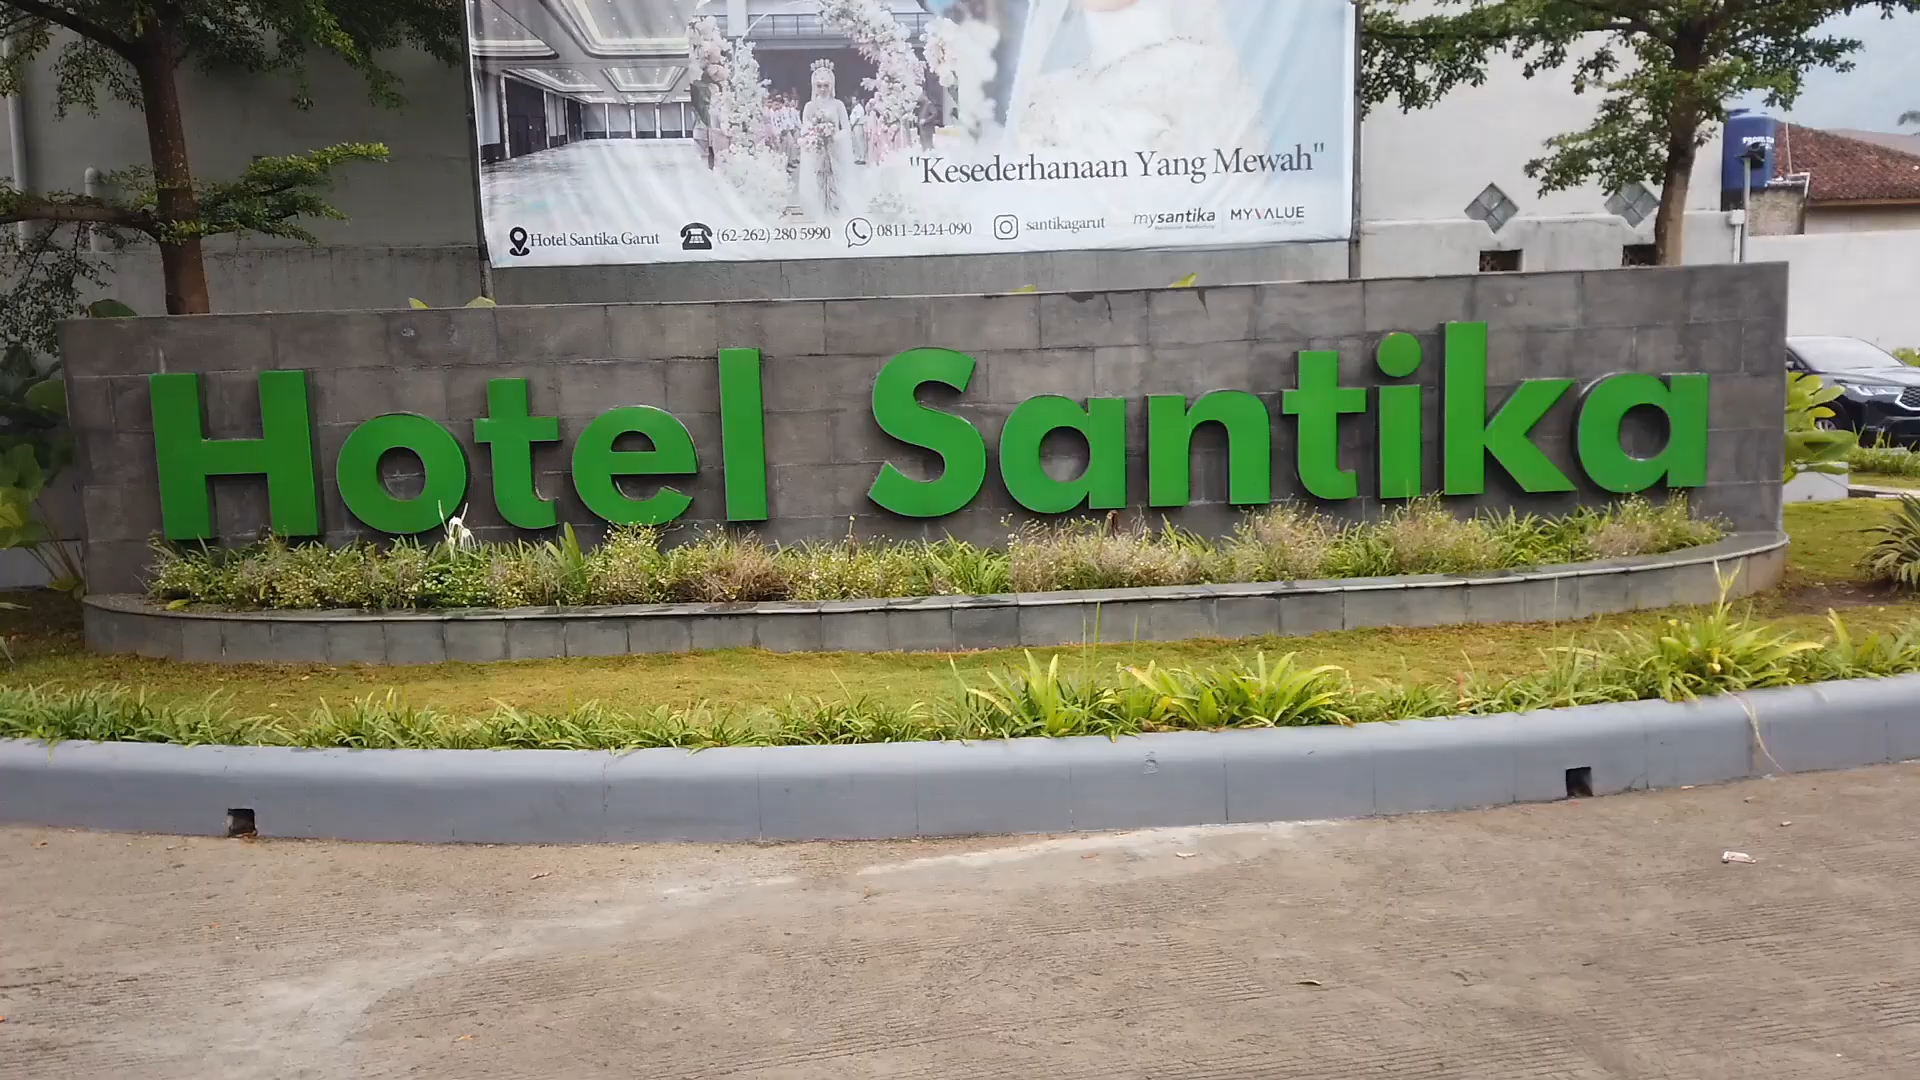 "Kesederhanaan Yang Mewah"
Hotel Santika Garut (62-262) 280 5990 0811-2424-090 santikagarut mysantika MYVALUE
Hotel Santika